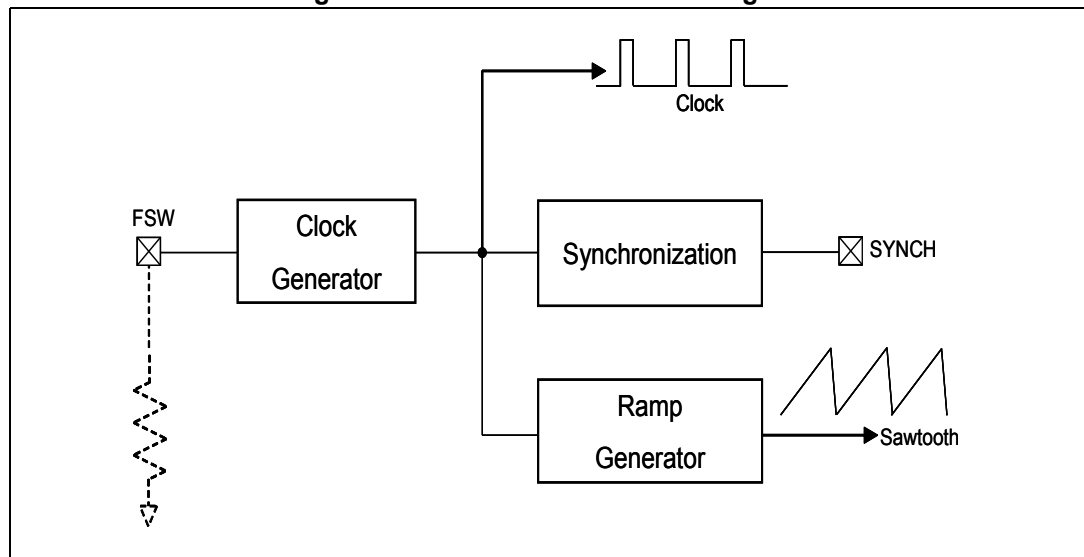 Clock
FSW
Clock
Generator
Synchronization
SYNCH
Ramp
Generator
Sawtooth